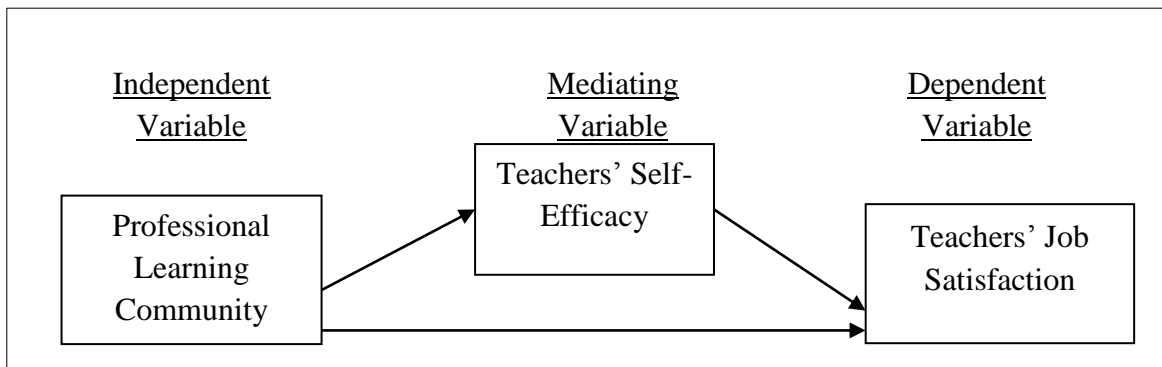 Independent
Variable
Mediating
Variable
Dependent
Variable
Professional
Learning
Community
Teachers’ Self-
Efficacy
Teachers’ Job
Satisfaction